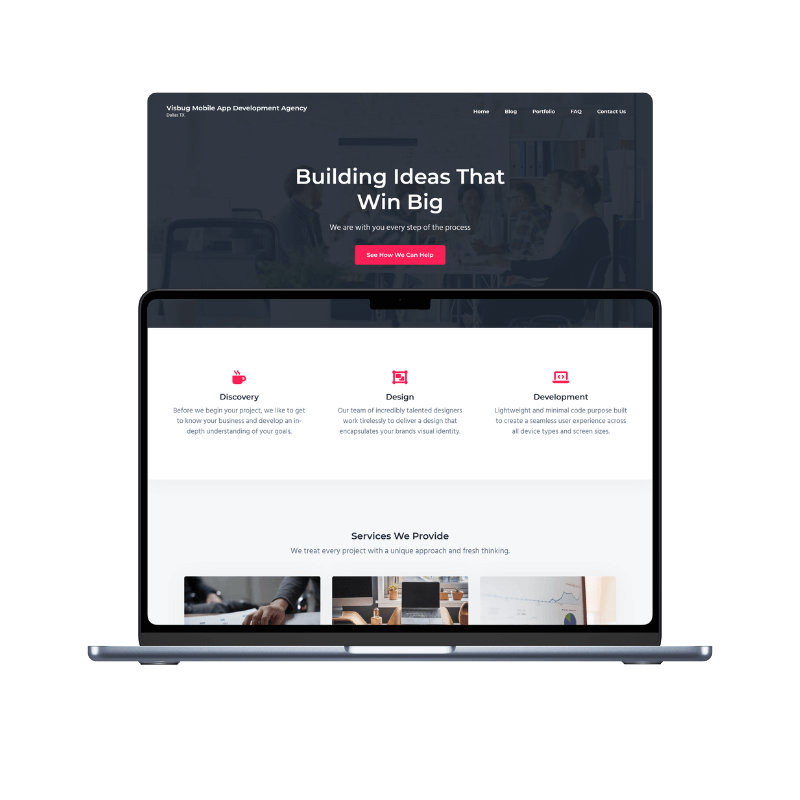 Visbug Mobile App Development Agency
Dallas TX
Home Blog Portfolio FAQ Contact Us
Building Ideas That
Win Big
We are with you every step of the process
See How We Can Help
Discovery
Before we begin your project, we like to get
to know your business and develop an in-
depth understanding of your goals.
Design
Our team of incredibly talented designers
work tirelessly to deliver a design that
encapsulates your brands visual identity.
Development
Lightweight and minimal code purpose built
to create a seamless user experience across
all device types and screen sizes.
Services We Provide
We treat every project with a unique approach and fresh thinking.